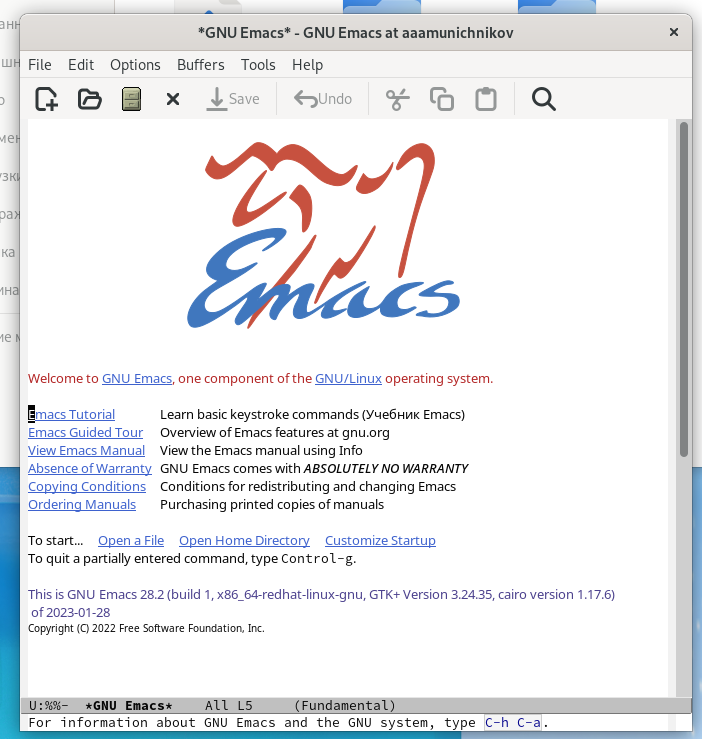 *GNU Emacs* - GNU Emacs at aaamunichnikov
File Edit Options Buffers Tools Help
Save Undo
Emacs
Welcome to GNU Emacs, one component of the GNU/Linux operating system.
Emacs Tutorial Learn basic keystroke commands (Учебник Emacs)
Emacs Guided Tour Overview of Emacs features at gnu.org
View Emacs Manual View the Emacs manual using Info
Absence of Warranty GNU Emacs comes with ABSOLUTELY NO WARRANTY
Copying Conditions Conditions for redistributing and changing Emacs
Ordering Manuals Purchasing printed copies of manuals
To start... Open a File Open Home Directory Customize Startup
To quit a partially entered command, type Control-g.
This is GNU Emacs 28.2 (build 1, x86_64-redhat-linux-gnu, GTK+ Version 3.24.35, cairo version 1.17.6)
of 2023-01-28
Copyright (C) 2022 Free Software Foundation, Inc.
U:%%- *GNU Emacs* All L5 (Fundamental)
For information about GNU Emacs and the GNU system, type C-h C-a.